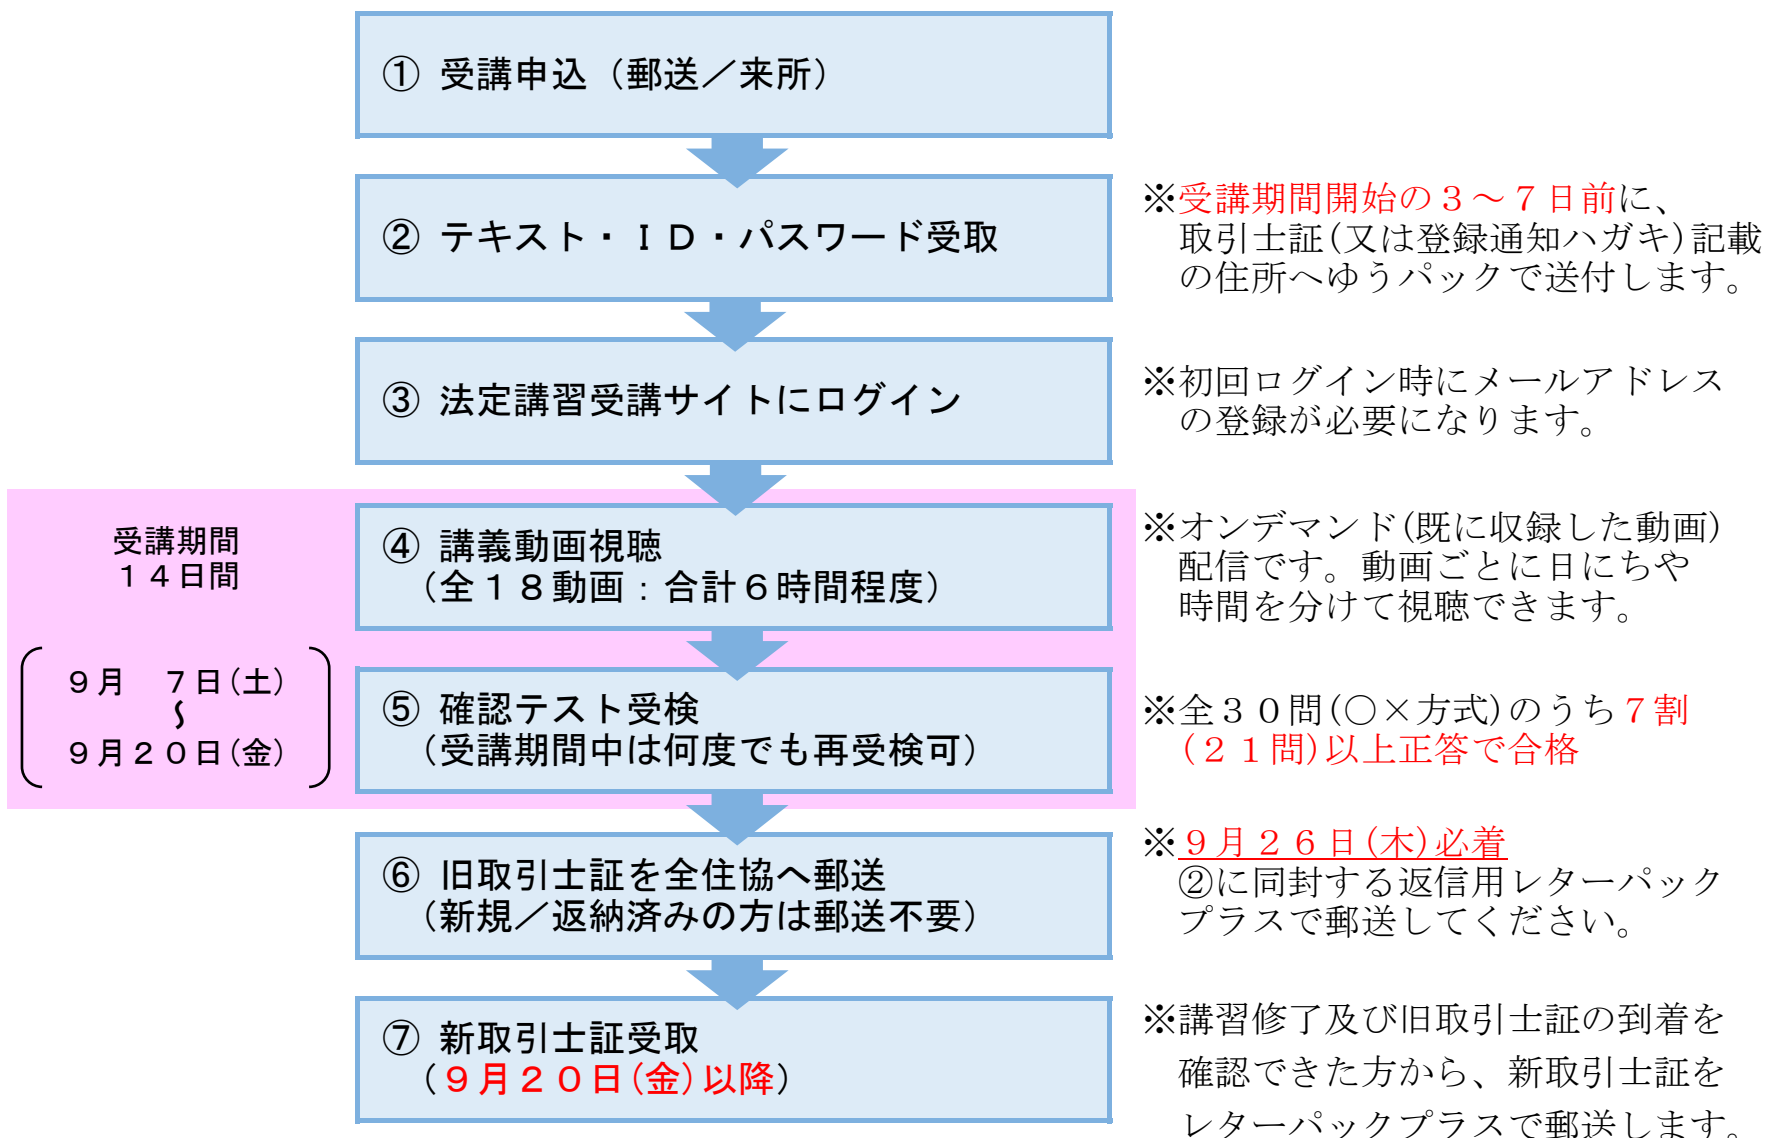 ① 受講申込（郵送／来所）
② テキスト・ＩＤ・パスワード受取
※受講期間開始の３～７日前に、
取引士証(又は登録通知ハガキ)記載
の住所へゆうパックで送付します。
③ 法定講習受講サイトにログイン
※初回ログイン時にメールアドレス
の登録が必要になります。
受講期間
１４日間
９月　７日(土)
～
９月２０日(金)
④ 講義動画視聴
（全１８動画：合計６時間程度）
※オンデマンド(既に収録した動画)
配信です。動画ごとに日にちや
時間を分けて視聴できます。
⑤ 確認テスト受検
（受講期間中は何度でも再受検可）
※全３０問(○×方式)のうち７割
(２１問)以上正答で合格
⑥ 旧取引士証を全住協へ郵送
（新規／返納済みの方は郵送不要）
※９月２６日(木)必着
②に同封する返信用レターパック
プラスで郵送してください。
⑦ 新取引士証受取
（９月２０日(金)以降）
※講習修了及び旧取引士証の到着を
確認できた方から、新取引士証を
レターパックプラスで郵送します。